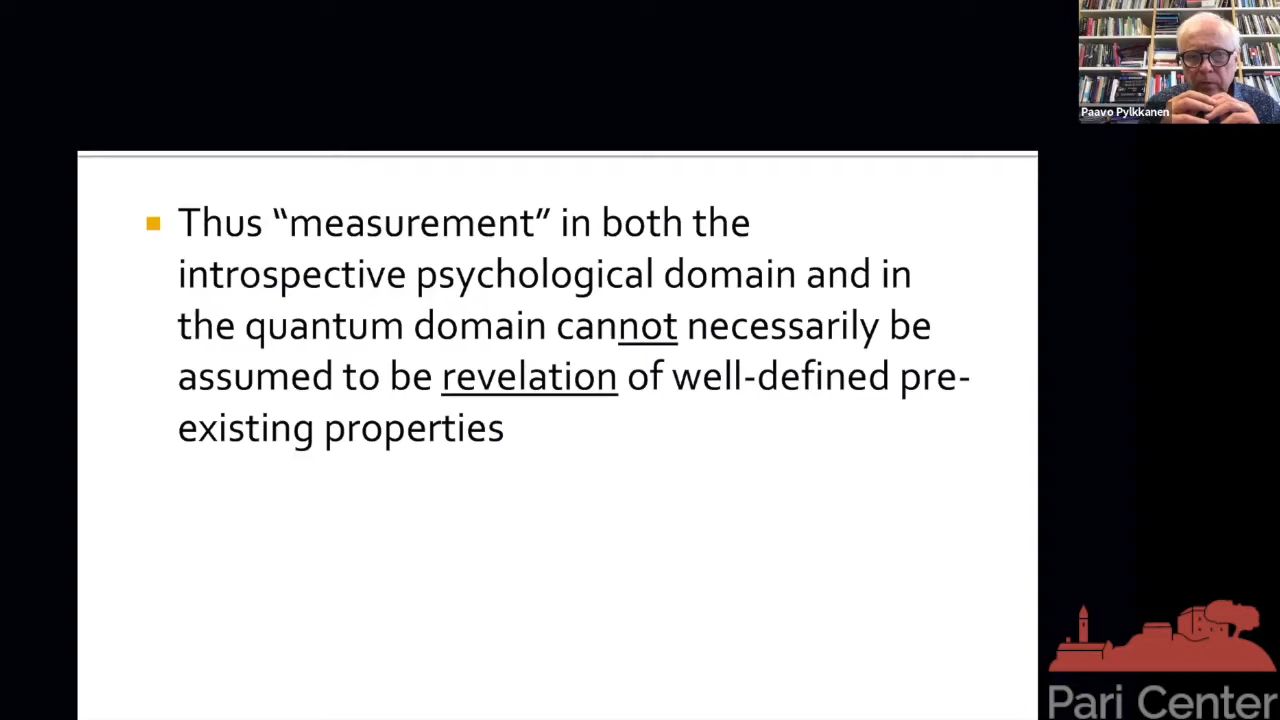 Paavo Pylkkanen
Thus “measurement” in both the
introspective psychological domain and in
the quantum domain cannot necessarily be
assumed to be revelation of well-defined pre-
existing properties
Pari Center